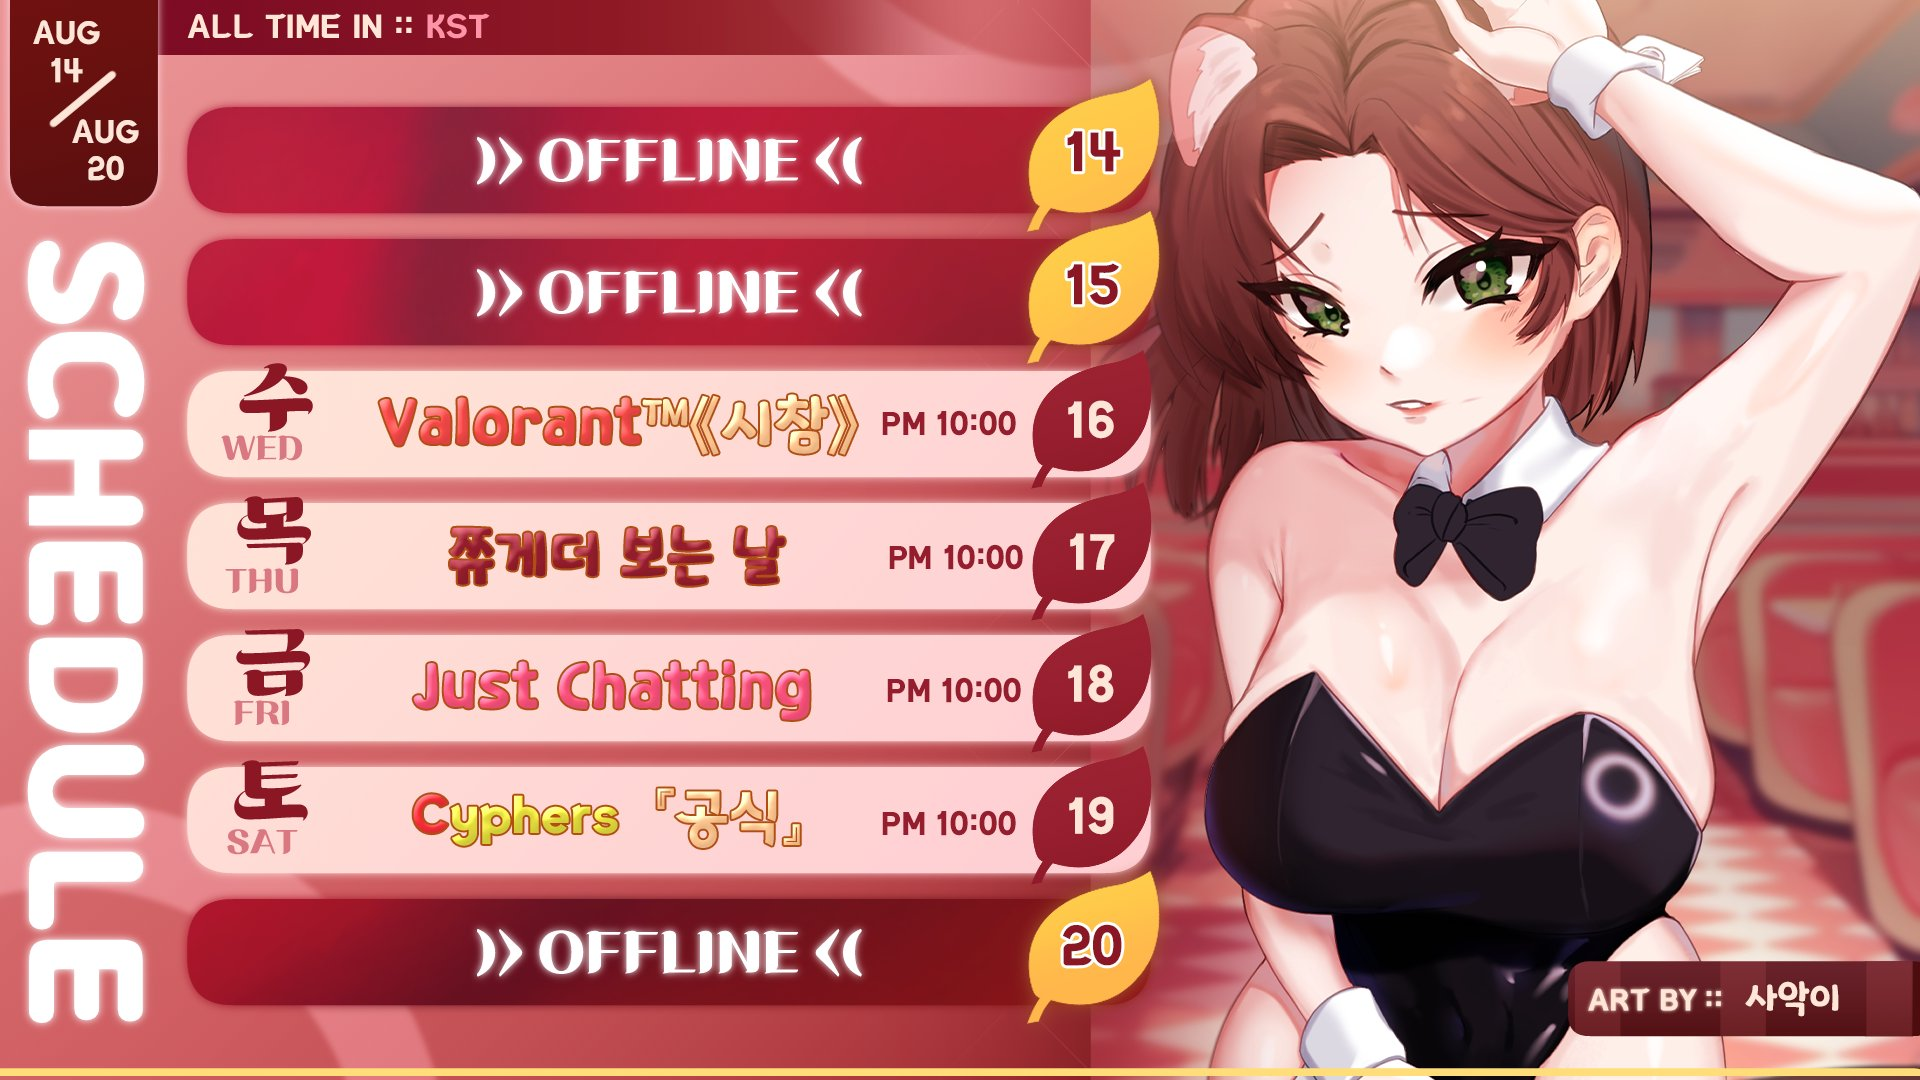 AUG
14
AUG
20
ALL TIME IN :: KST
SCHEDULE
》》 OFFLINE 《《 14
》》 OFFLINE 《《 15
수
WED
Valorant™《시참》 PM 10:00 16
목
THU
쮸게더 보는 날 PM 10:00 17
금
FRI
Just Chatting PM 10:00 18
토
SAT
Cyphers 『공식』 PM 10:00 19
》》 OFFLINE 《《 20
ART BY :: 사악이